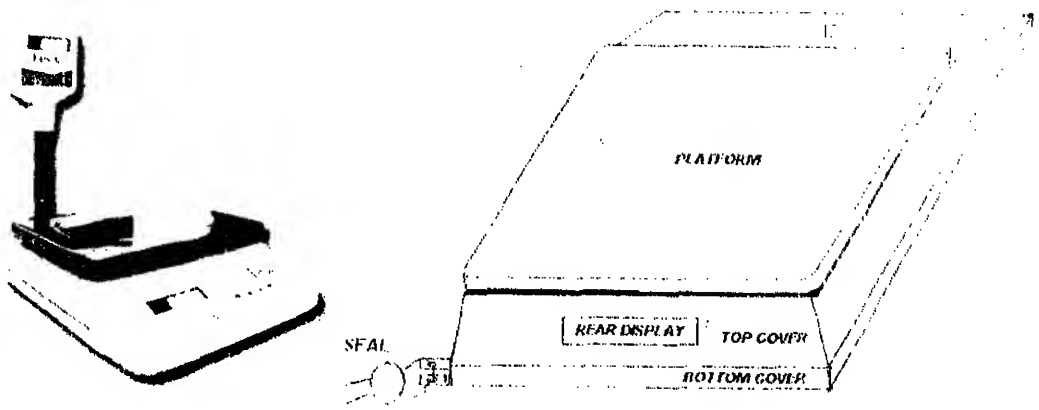 PLATFORM
REAR DISPLAY
TOP COVER
SEAL
BOTTOM COVER